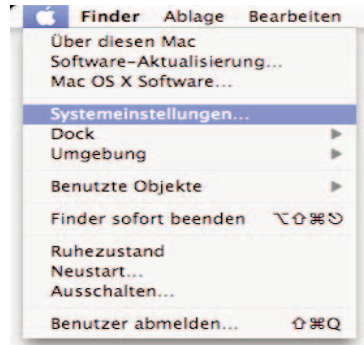 Finder Ablage Bearbeiten
Über diesen Mac
Software-Aktualisierung...
Mac OS X Software...
Systemeinstellungen...
Dock
Umgebung
Benutzte Objekte
Finder sofort beenden ⌥⇧⌘⎋
Ruhezustand
Neustart...
Ausschalten...
Benutzer abmelden... ⇧⌘Q